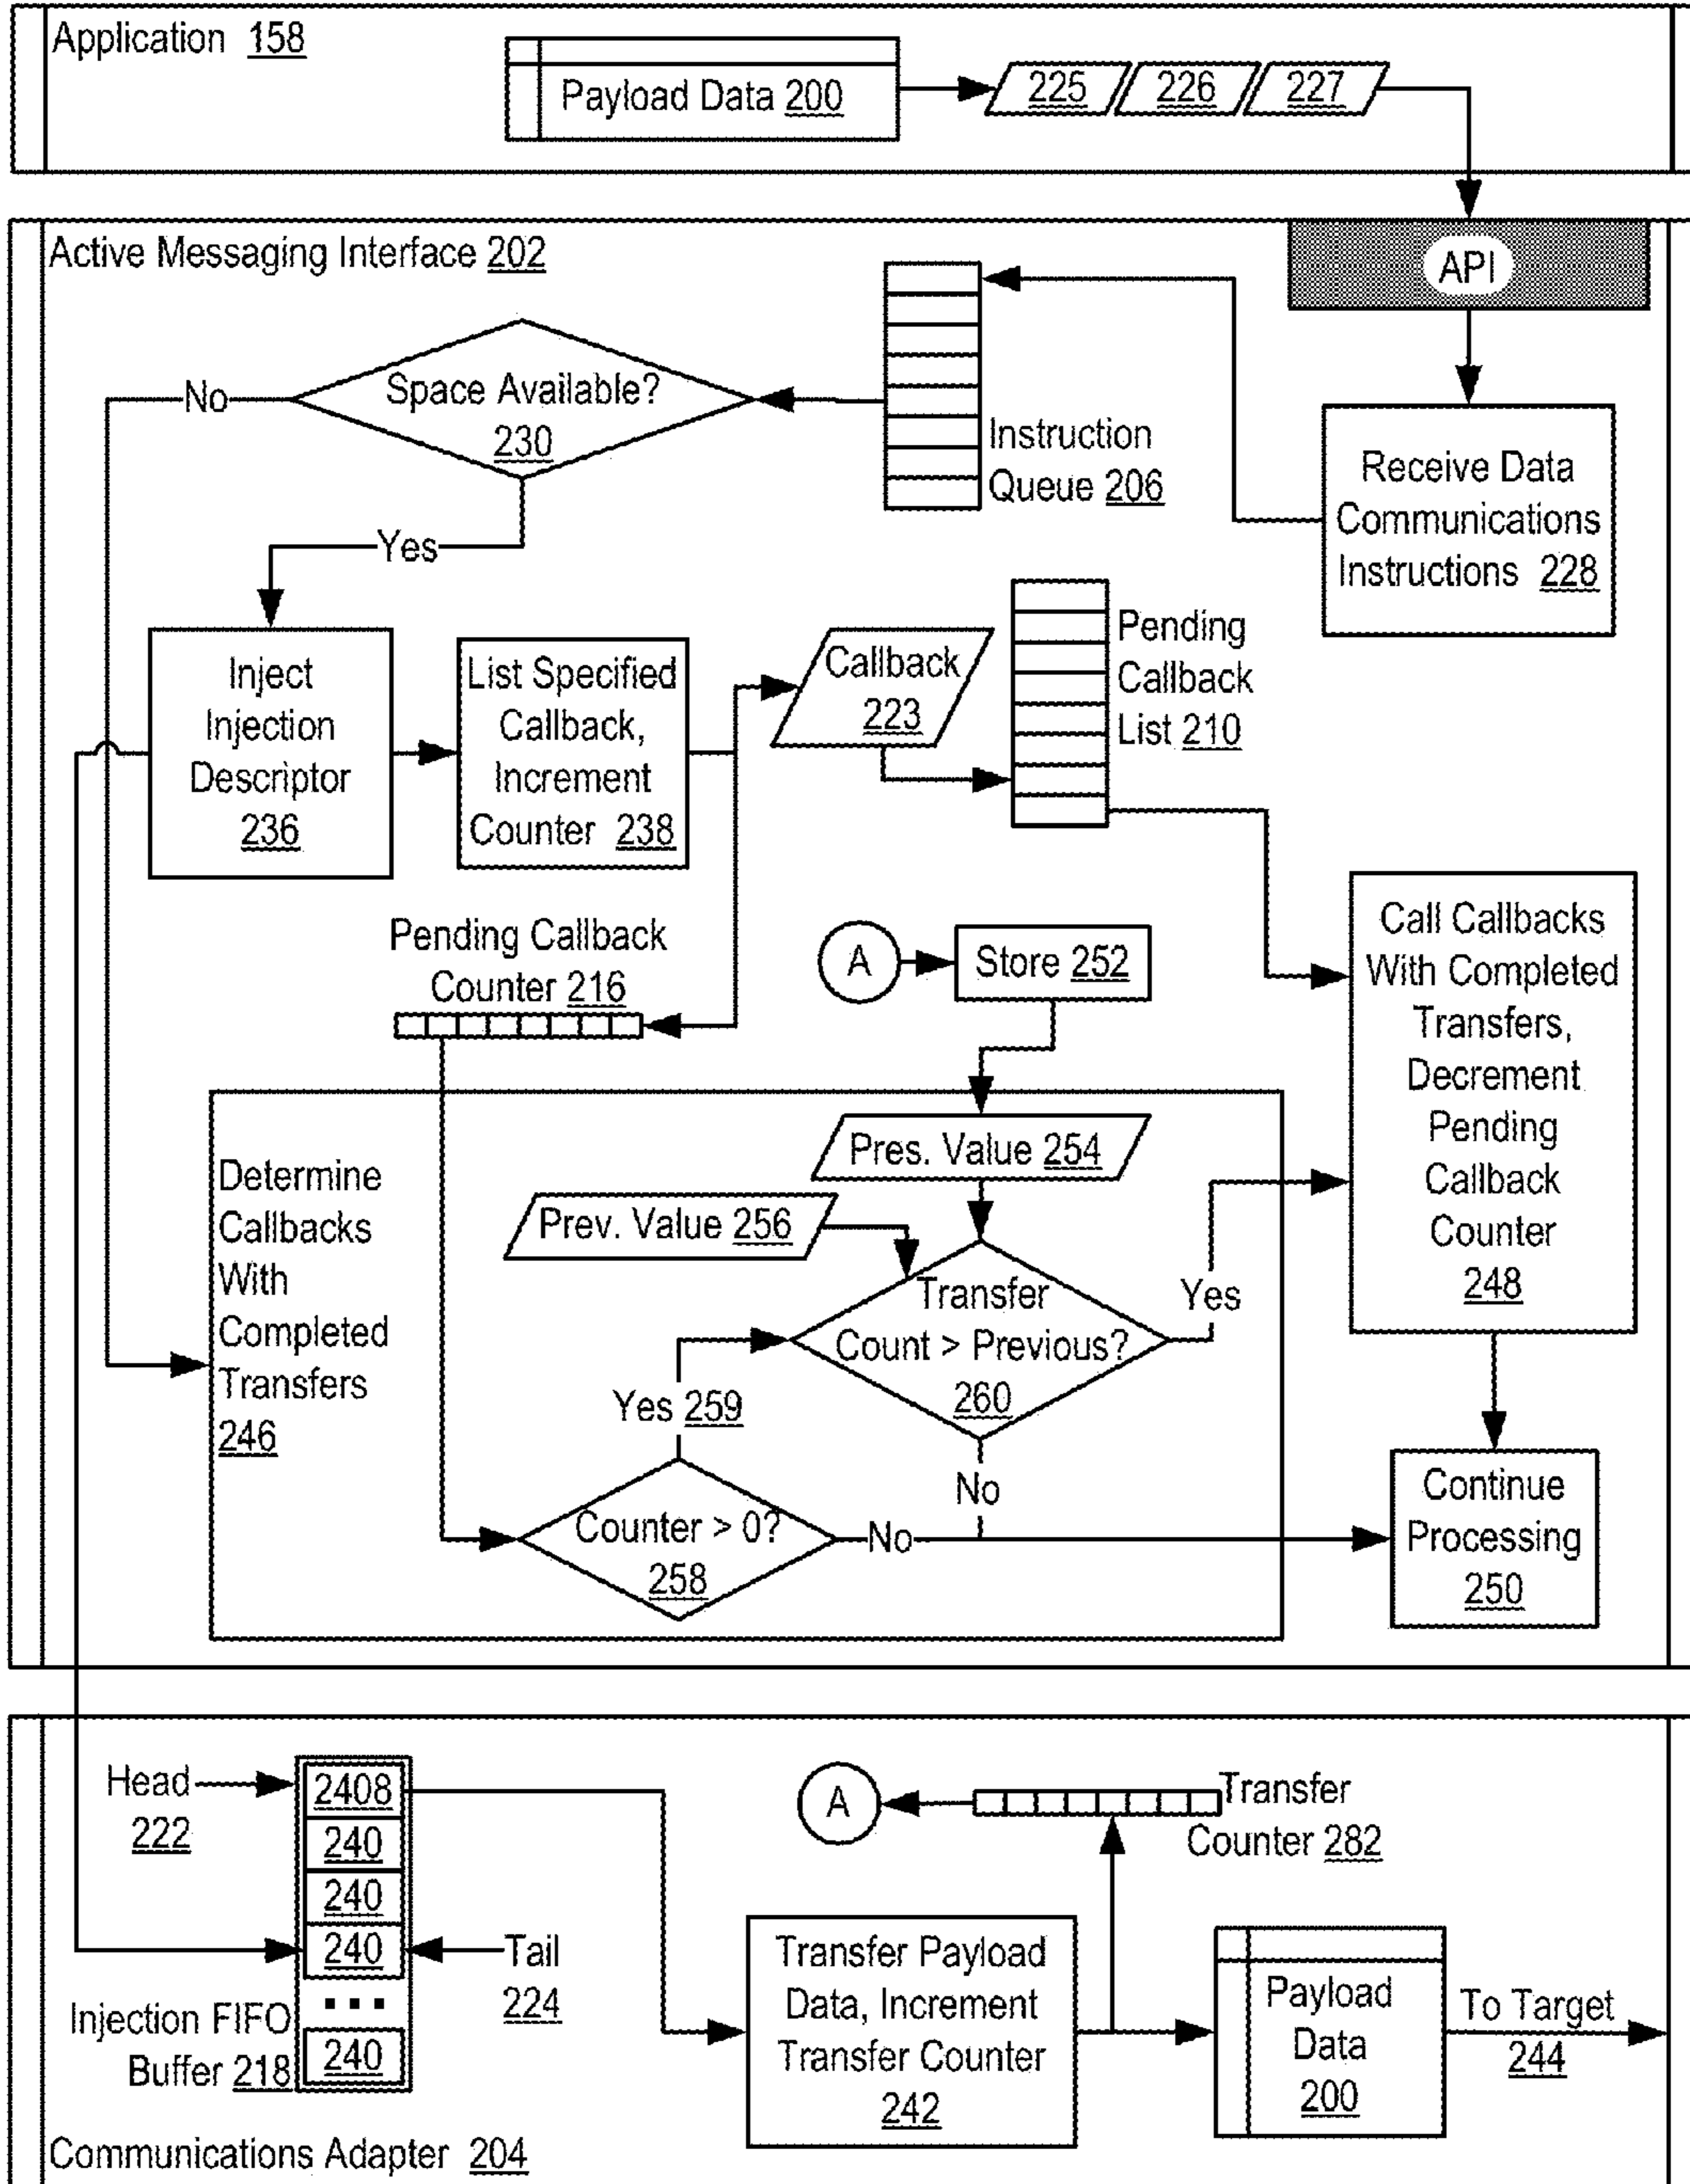 Application 158
Payload Data 200
225
226
227
Active Messaging Interface 202
API
Space Available?
230
No
Yes
Instruction
Queue 206
Receive Data
Communications
Instructions 228
Inject
Injection
Descriptor
236
List Specified
Callback,
Increment
Counter 238
Callback
223
Pending
Callback
List 210
Pending Callback
Counter 216
A
Store 252
Call Callbacks
With Completed
Transfers,
Decrement
Pending
Callback
Counter
248
Determine
Callbacks
With
Completed
Transfers
246
Pres. Value 254
Prev. Value 256
Transfer
Count > Previous?
260
Yes
Yes 259
No
Counter > 0?
258
No
Continue
Processing
250
Head
222
2408
240
240
240
240
Tail
224
Injection FIFO
Buffer 218
A
Transfer
Counter 282
Transfer Payload
Data, Increment
Transfer Counter
242
Payload
Data
200
To Target
244
Communications Adapter 204